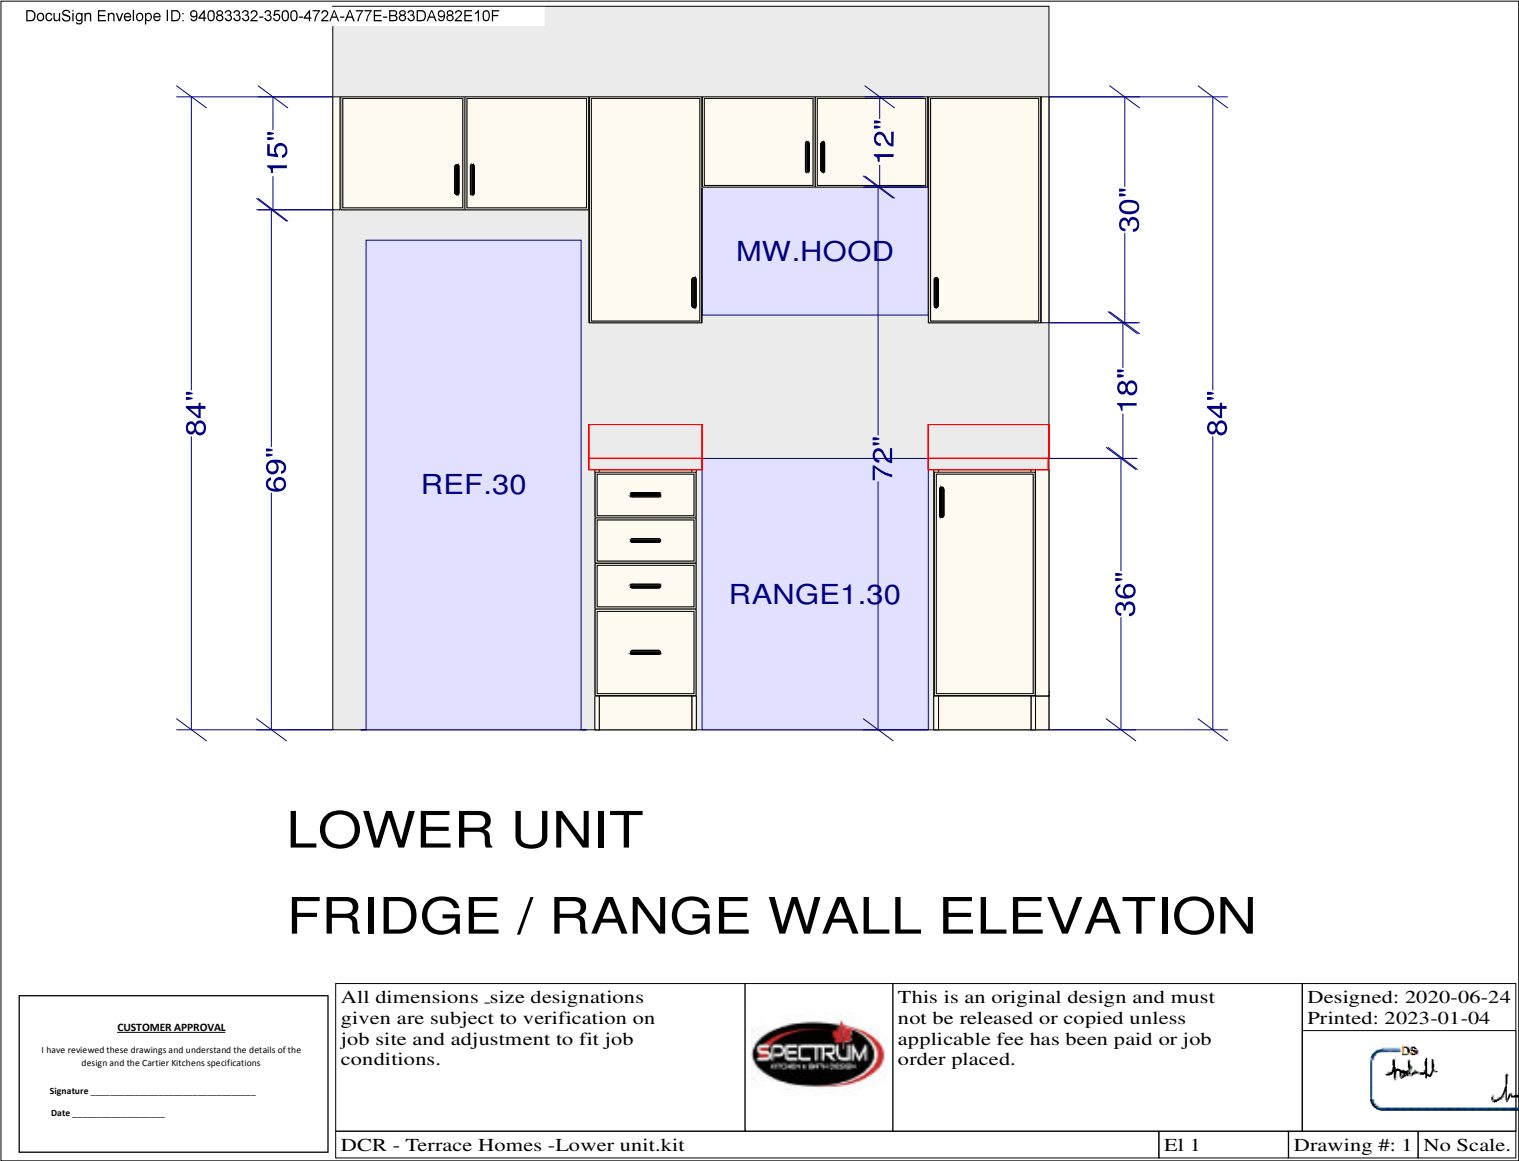 DocuSign Envelope ID: 94083332-3500-472A-A77E-B83DA982E10F
15"
12"
30"
MW.HOOD
84"
69"
18"
84"
72"
REF.30
RANGE1.30
36"
LOWER UNIT
FRIDGE / RANGE WALL ELEVATION
CUSTOMER APPROVAL
I have reviewed these drawings and understand the details of the
design and the Cartier Kitchens specifications
Signature
Date
All dimensions _size designations
given are subject to verification on
job site and adjustment to fit job
conditions.
SPECTRUM
KITCHEN & BATH DESIGN
This is an original design and must
not be released or copied unless
applicable fee has been paid or job
order placed.
Designed: 2020-06-24
Printed: 2023-01-04
DS
DCR - Terrace Homes -Lower unit.kit
El 1
Drawing #: 1
No Scale.